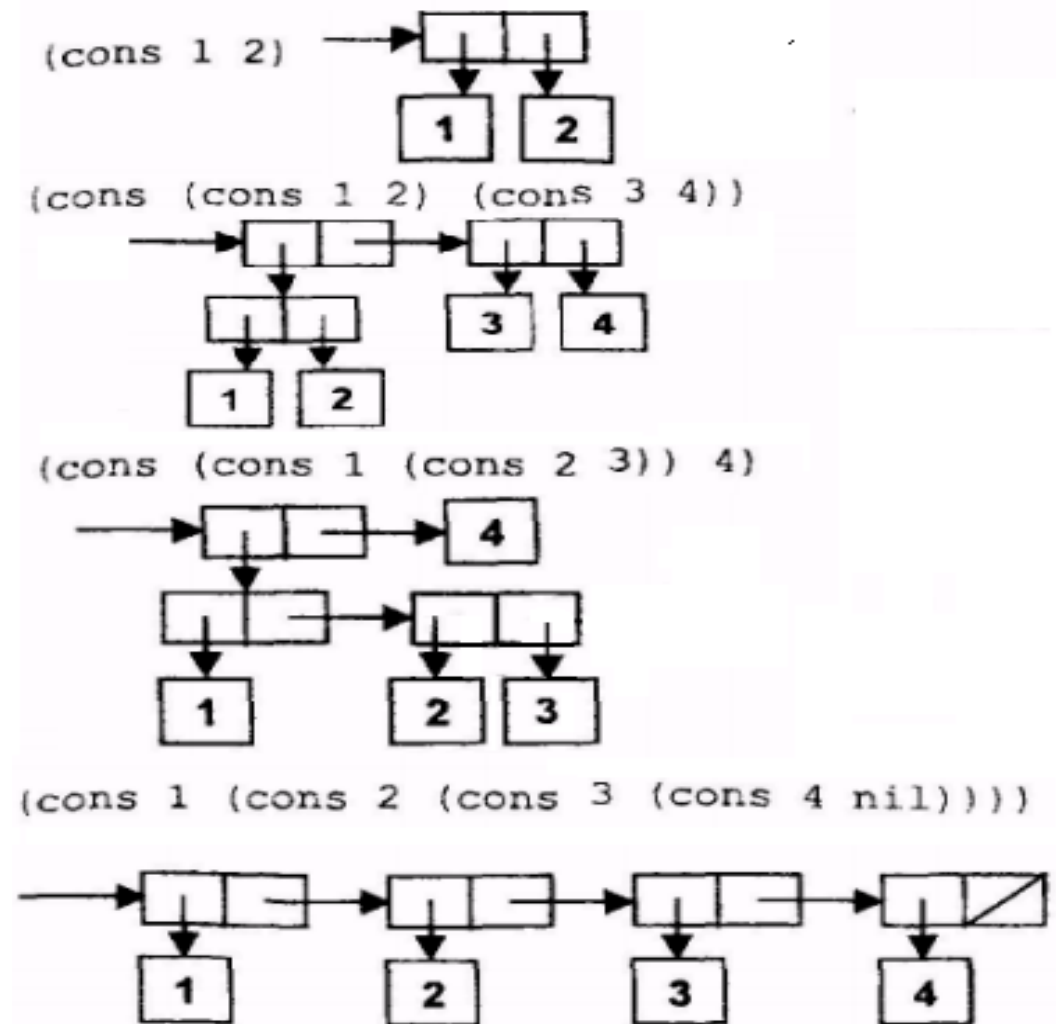 (cons 1 2)
1 2
(cons (cons 1 2) (cons 3 4))
3 4
1 2
(cons (cons 1 (cons 2 3)) 4)
4
1 2 3
(cons 1 (cons 2 (cons 3 (cons 4 nil))))
1 2 3 4